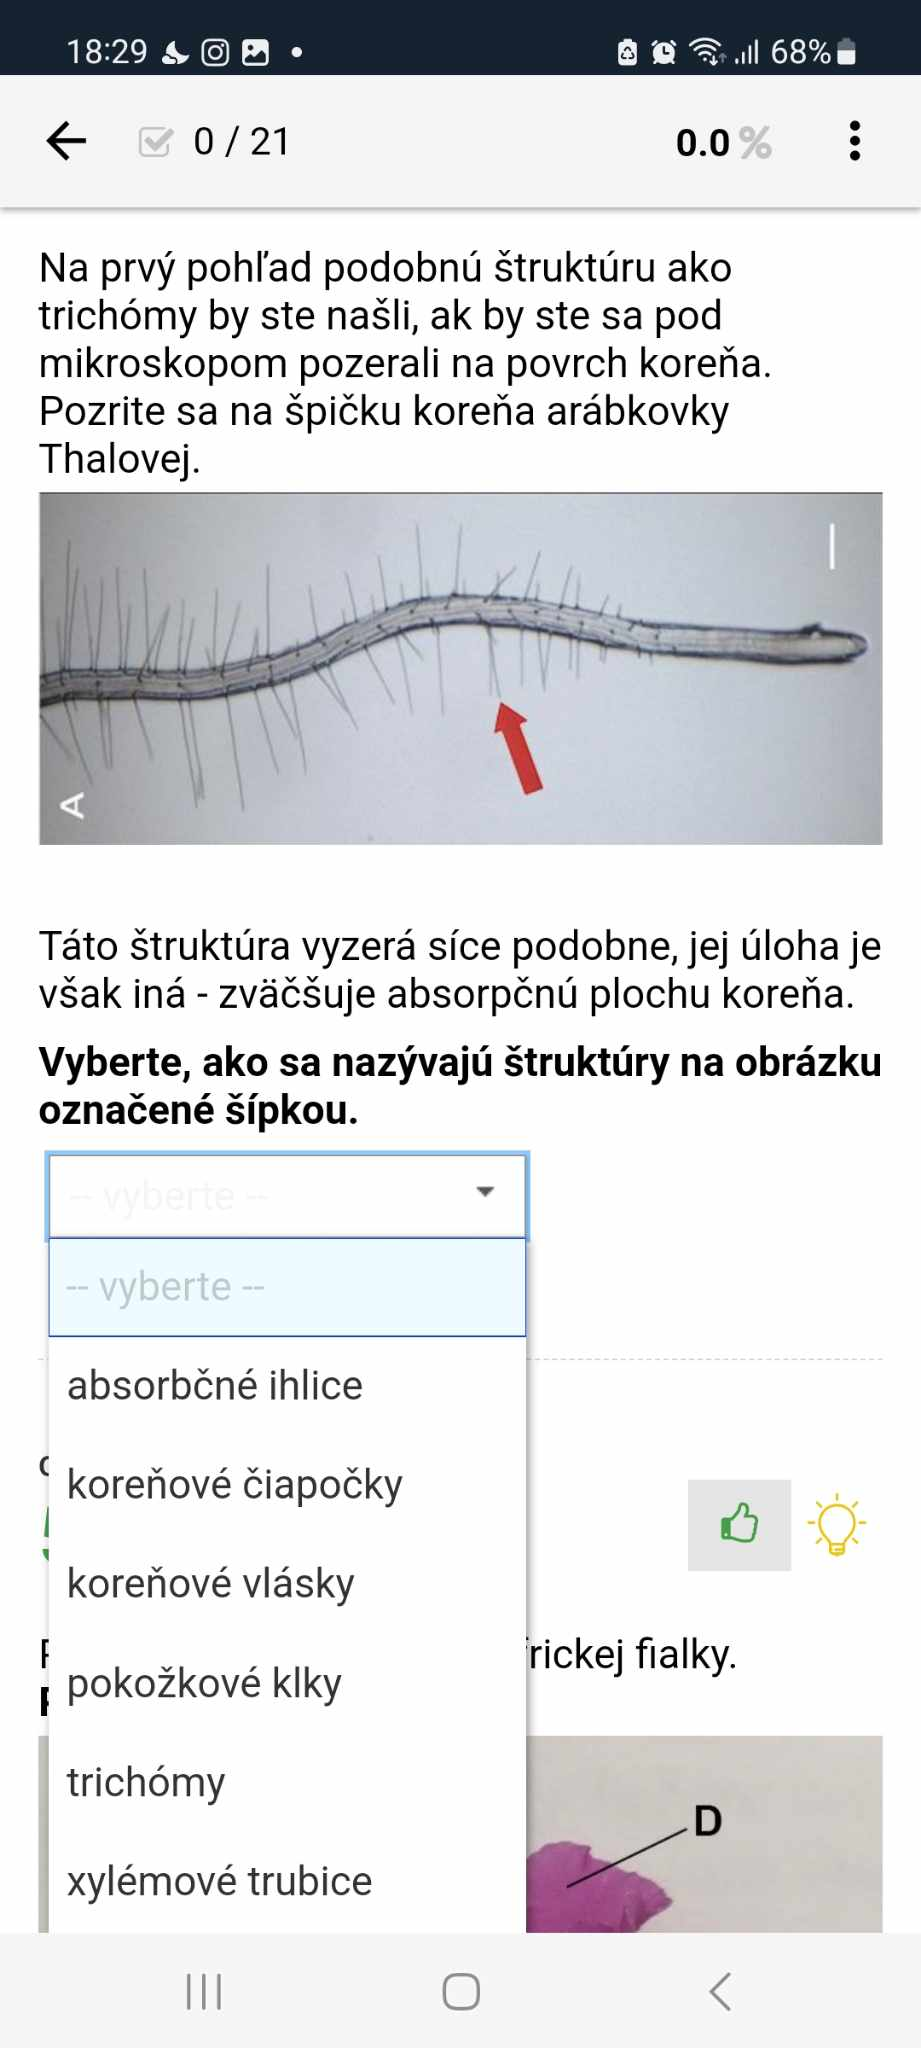 18:29
68%
0 / 21
0.0 %
Na prvý pohľad podobnú štruktúru ako
trichómy by ste našli, ak by ste sa pod
mikroskopom pozerali na povrch koreňa.
Pozrite sa na špičku koreňa arábkovky
Thalovej.
A
Táto štruktúra vyzerá síce podobne, jej úloha je
však iná - zväčšuje absorpčnú plochu koreňa.
Vyberte, ako sa nazývajú štruktúry na obrázku
označené šípkou.
-- vyberte --
-- vyberte --
absorbčné ihlice
koreňové čiapočky
koreňové vlásky
pokožkové klky
trichómy
xylémové trubice
fialky.
D